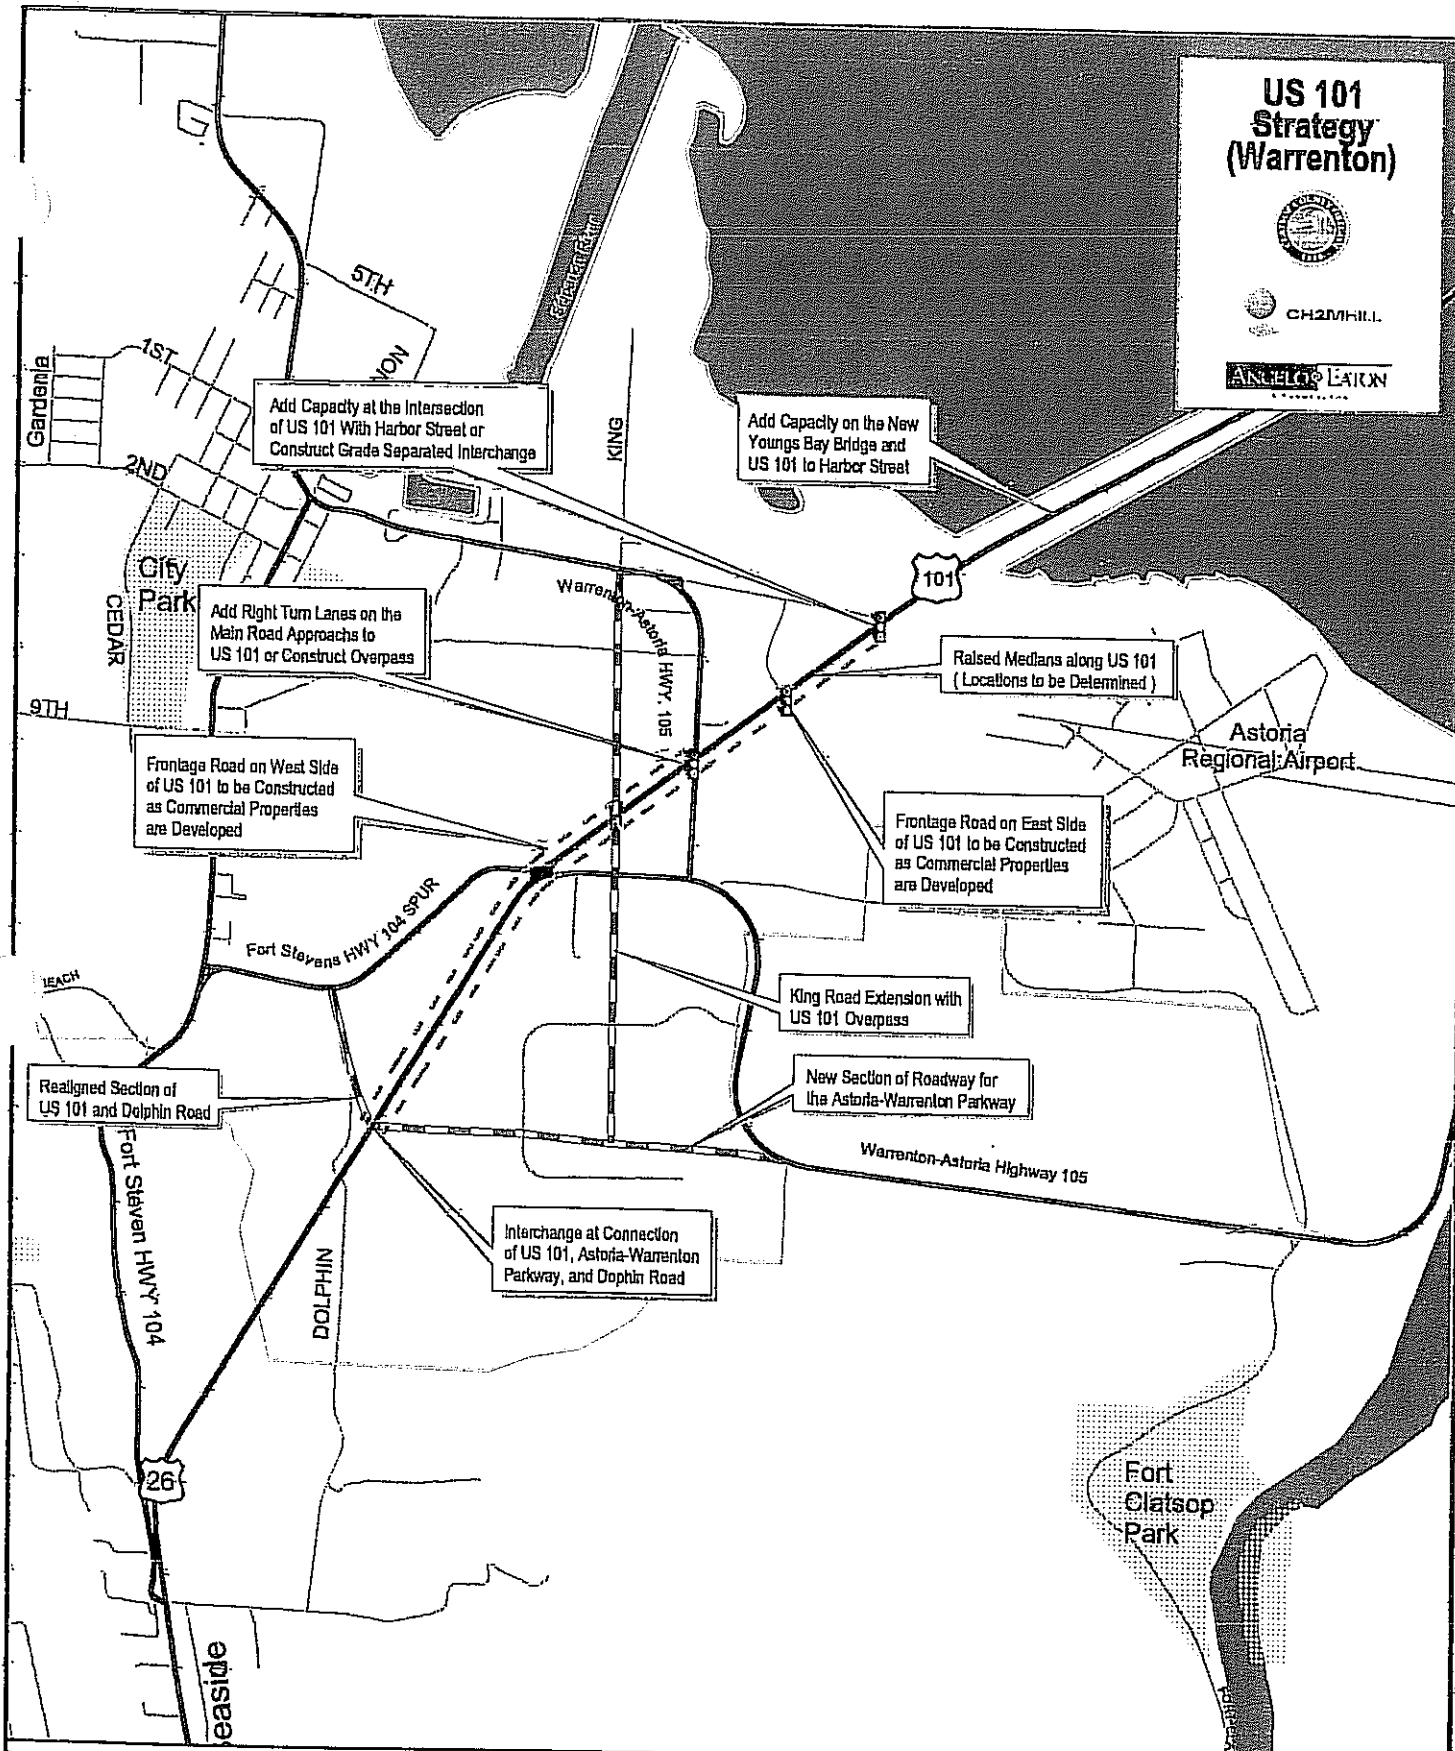 US 101
Strategy
(Warrenton)
CH2MHILL
ANGELO EATON
5TH
1ST
NON
Gardenia
KING
2ND
Add Capacity at the Intersection
of US 101 With Harbor Street or
Construct Grade Separated Interchange
Add Capacity on the New
Youngs Bay Bridge and
US 101 to Harbor Street
101
City
Park
CEDAR
Warrenton-Astoria HWY. 105
Add Right Turn Lanes on the
Main Road Approachs to
US 101 or Construct Overpass
Raised Medians along US 101
( Locations to be Determined )
9TH
Astoria
Regional Airport
Frontage Road on West Side
of US 101 to be Constructed
as Commercial Properties
are Developed
Frontage Road on East Side
of US 101 to be Constructed
as Commercial Properties
are Developed
Fort Stevens HWY 104 SPUR
EACH
King Road Extension with
US 101 Overpass
Realigned Section of
US 101 and Dolphin Road
New Section of Roadway for
the Astoria-Warrenton Parkway
Fort Steven HWY 104
Warrenton-Astoria Highway 105
Interchange at Connection
of US 101, Astoria-Warrenton
Parkway, and Dophin Road
DOLPHIN
26
Fort
Clatsop
Park
easide